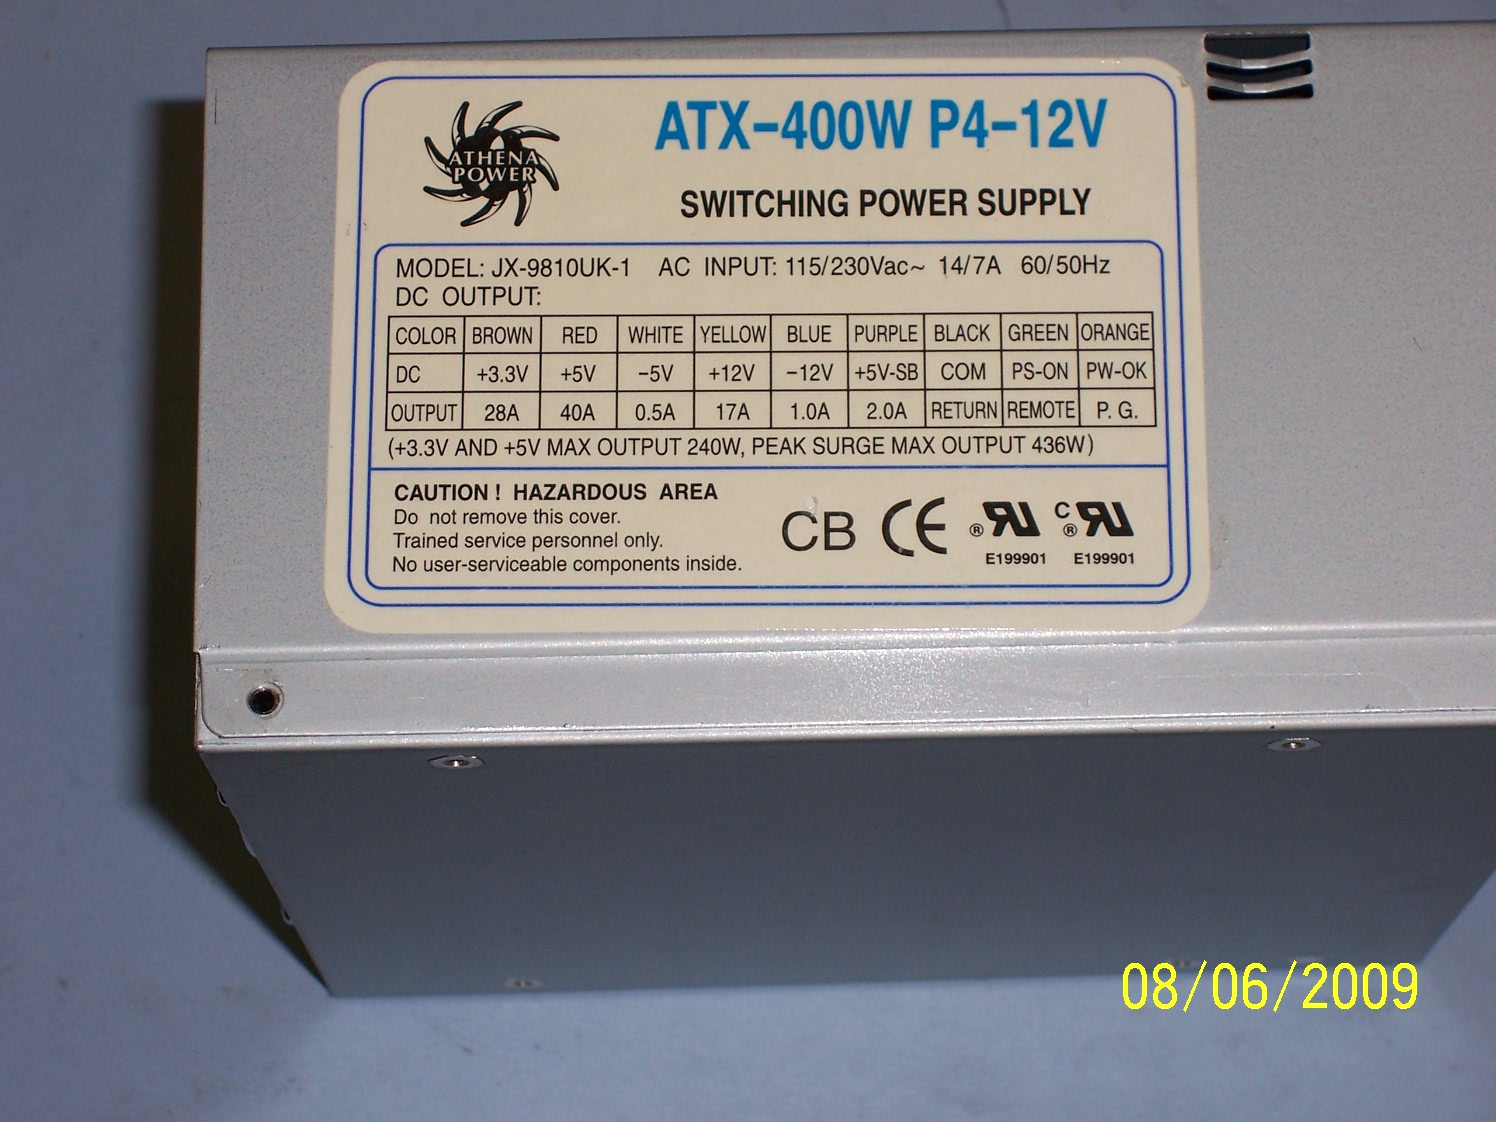 ATHENA
POWER
ATX-400W P4-12V
SWITCHING POWER SUPPLY
MODEL: JX-9810UK-1 AC INPUT: 115/230Vac~ 14/7A 60/50Hz
DC OUTPUT:
COLOR BROWN RED WHITE YELLOW BLUE PURPLE BLACK GREEN ORANGE
DC +3.3V +5V -5V +12V -12V +5V-SB COM PS-ON PW-OK
OUTPUT 28A 40A 0.5A 17A 1.0A 2.0A RETURN REMOTE P. G.
(+3.3V AND +5V MAX OUTPUT 240W, PEAK SURGE MAX OUTPUT 436W)
CAUTION ! HAZARDOUS AREA
Do not remove this cover.
Trained service personnel only.
No user-serviceable components inside.
CB CE ® RU C ® RU
E199901 E199901
08/06/2009